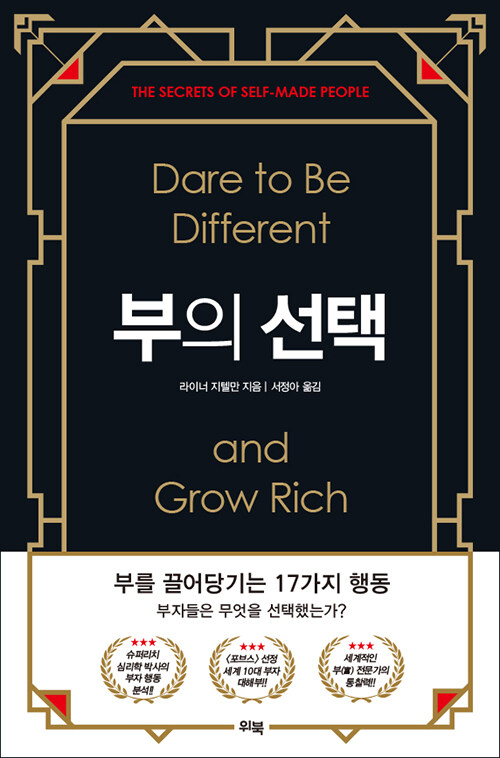 THE SECRETS OF SELF-MADE PEOPLE
Dare to Be
Different
부의 선택
라이너 지텔만 지음 | 서정아 옮김
and
Grow Rich
부를 끌어당기는 17가지 행동
부자들은 무엇을 선택했는가?
슈퍼리치
심리학 박사의
부자 행동
분석!!
〈포브스〉 선정
세계 10대 부자
대해부!!
세계적인
부(富) 전문가의
통찰력!!
위북